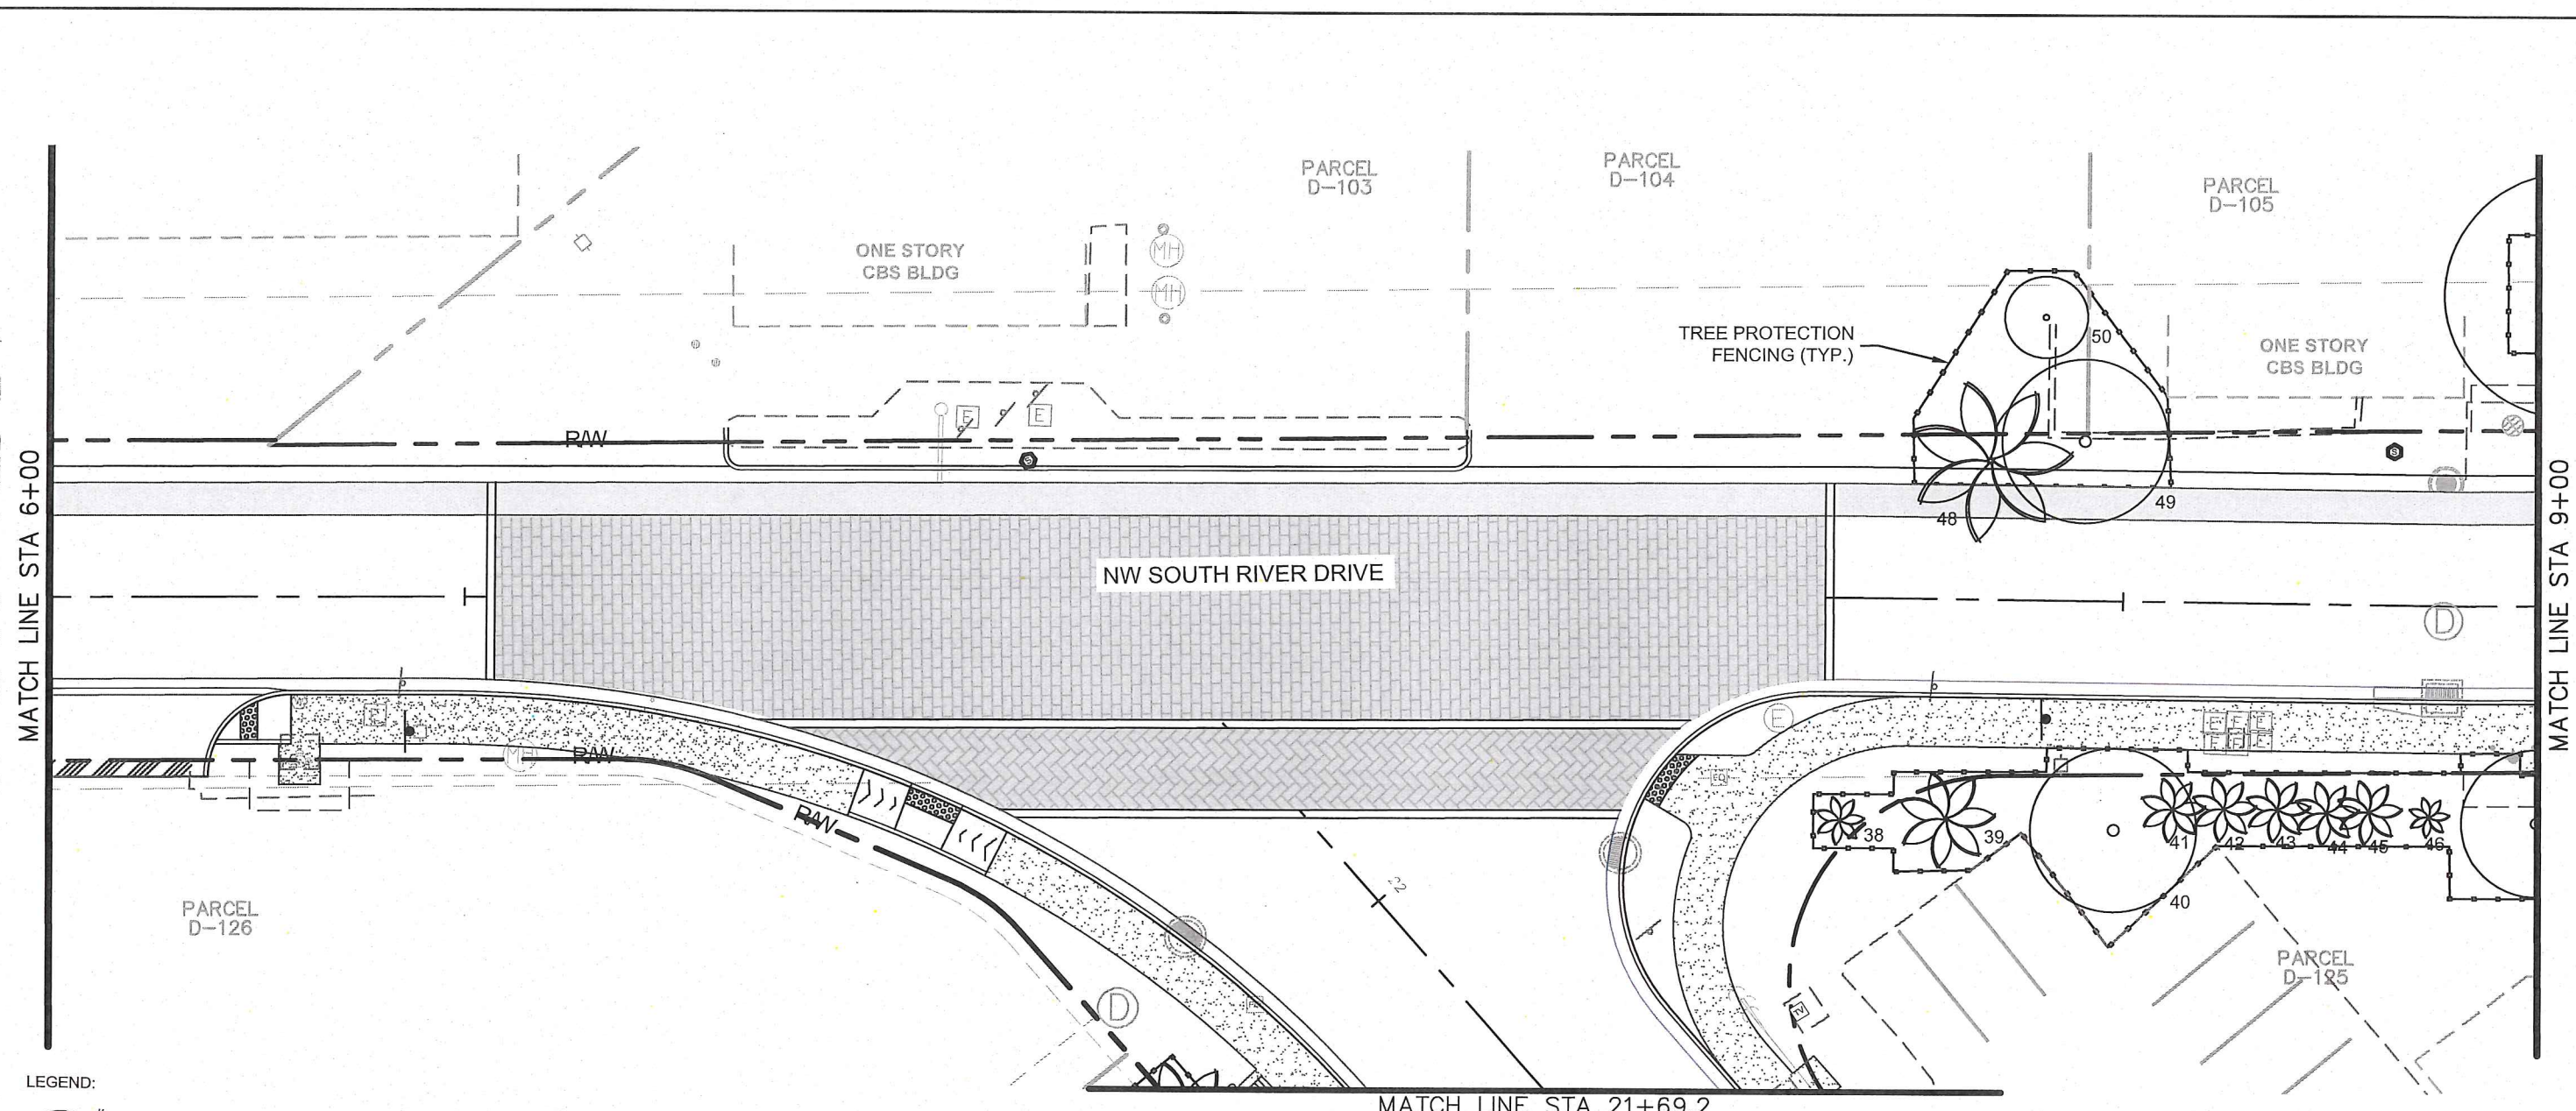 PARCEL
D-103
PARCEL
D-104
PARCEL
D-105
ONE STORY
CBS BLDG
MH
MH
TREE PROTECTION
FENCING (TYP.)
50
ONE STORY
CBS BLDG
E
E
R/W
S
S
48
49
MATCH LINE STA 6+00
MATCH LINE STA 9+00
NW SOUTH RIVER DRIVE
D
E
E
E E E
E E E
MH
R/W
R/W
38
39
41
42
43
44
45
46
40
22
PARCEL
D-126
PARCEL
D-125
D
TV
LEGEND:
MATCH LINE STA 21+69.2